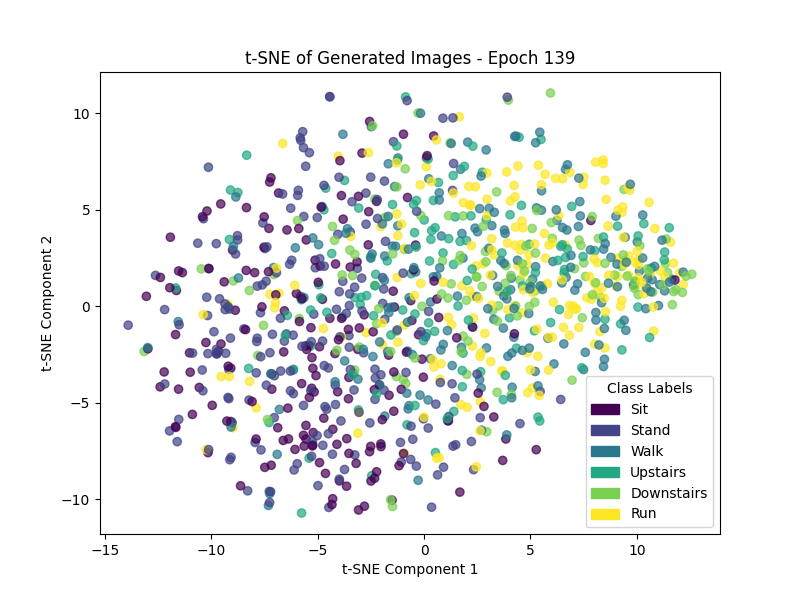 t-SNE of Generated Images - Epoch 139
t-SNE Component 2
10
5
0
−5
−10
−15
−10
−5
0
5
10
t-SNE Component 1
Class Labels
Sit
Stand
Walk
Upstairs
Downstairs
Run